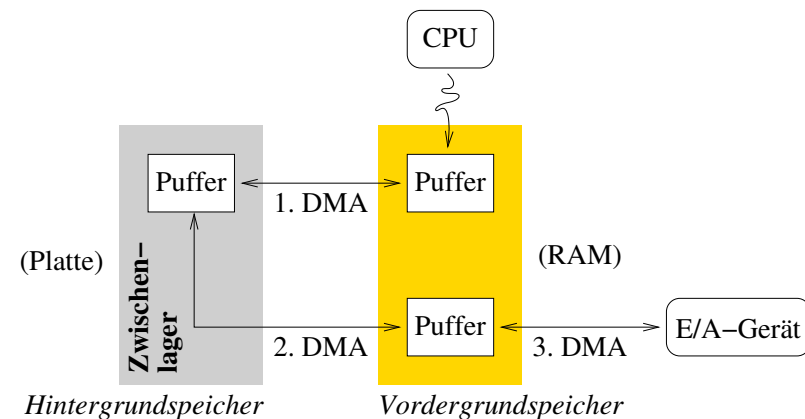 CPU
Puffer
Puffer
1. DMA
(Platte)
Zwischen–
lager
(RAM)
Puffer
2. DMA
3. DMA
E/A–Gerät
Hintergrundspeicher
Vordergrundspeicher